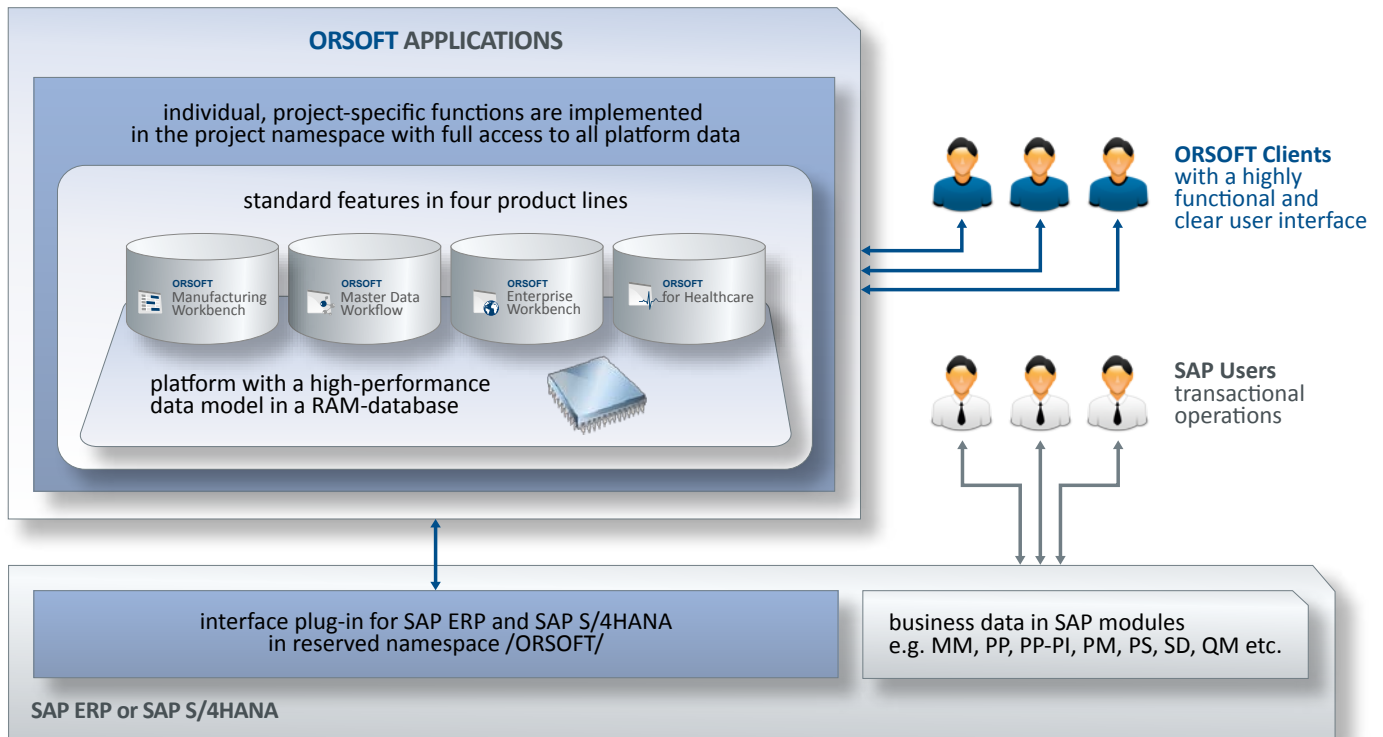 ORSOFT APPLICATIONS
individual, project-specific functions are implemented
in the project namespace with full access to all platform data
standard features in four product lines
ORSOFT
Manufacturing
Workbench
ORSOFT
Master Data
Workflow
ORSOFT
Enterprise
Workbench
ORSOFT
for Healthcare
platform with a high-performance
data model in a RAM-database
ORSOFT Clients
with a highly
functional and
clear user interface
SAP Users
transactional
operations
interface plug-in for SAP ERP and SAP S/4HANA
in reserved namespace /ORSOFT/
business data in SAP modules
e.g. MM, PP, PP-PI, PM, PS, SD, QM etc.
SAP ERP or SAP S/4HANA